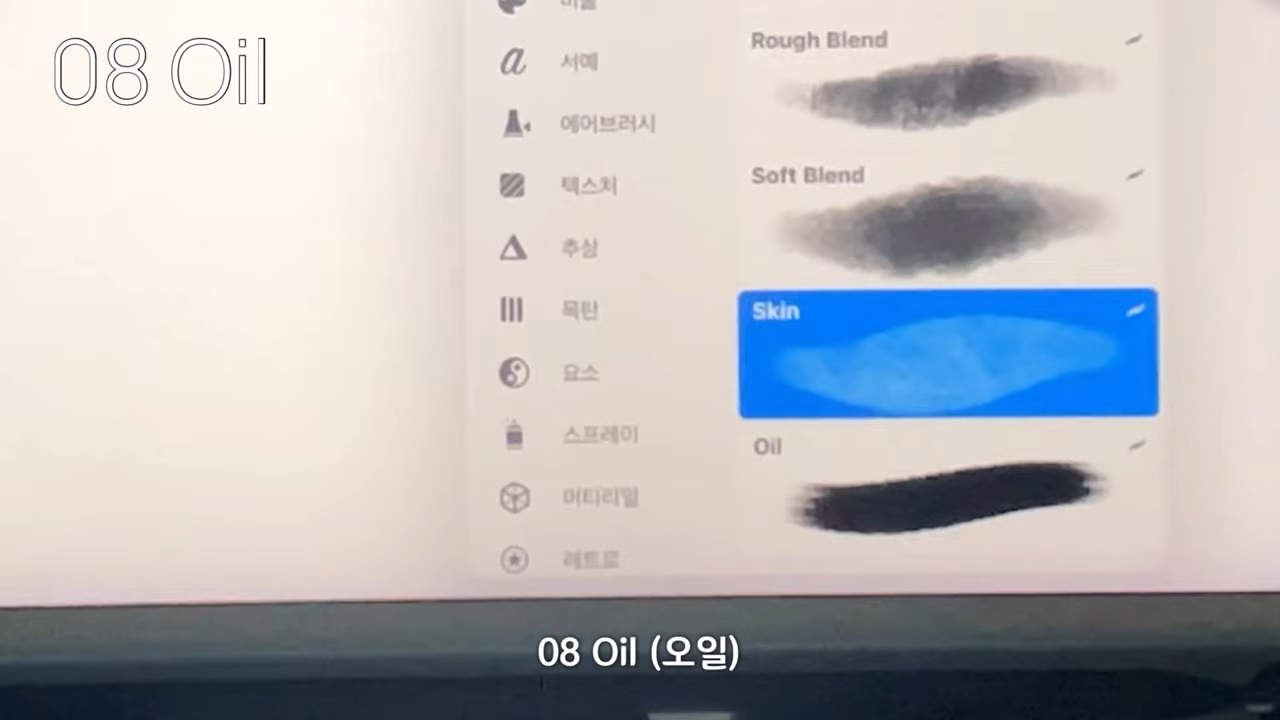 08 Oil
서예
에어브러시
텍스처
추상
목탄
요소
스프레이
머티리얼
레트로
Rough Blend
Soft Blend
Skin
Oil
08 Oil (오일)